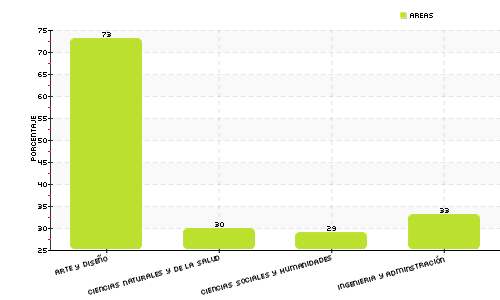 AREAS
PORCENTAJE
75
70
65
60
55
50
45
40
35
30
25
73
30
29
33
ARTE Y DISEÑO
CIENCIAS NATURALES Y DE LA SALUD
CIENCIAS SOCIALES Y HUMANIDADES
INGENIERIA Y ADMINSTRACIÓN